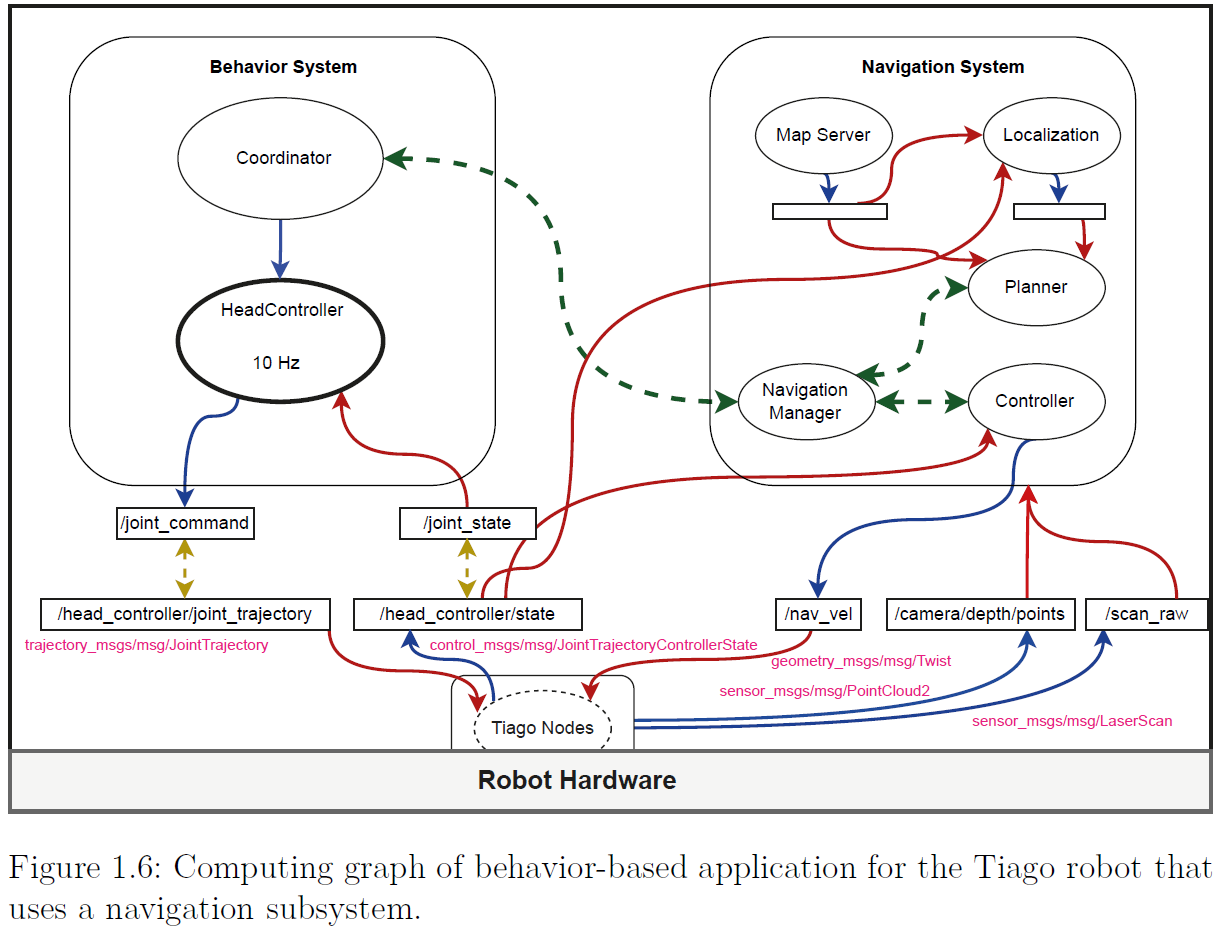 Behavior System
Navigation System
Coordinator
Map Server
Localization
HeadController
10 Hz
Planner
Navigation
Manager
Controller
/joint_command
/joint_state
/head_controller/joint_trajectory
/head_controller/state
/nav_vel
/camera/depth/points
/scan_raw
trajectory_msgs/msg/JointTrajectory
control_msgs/msg/JointTrajectoryControllerState
geometry_msgs/msg/Twist
sensor_msgs/msg/PointCloud2
sensor_msgs/msg/LaserScan
Tiago Nodes
Robot Hardware
Figure 1.6: Computing graph of behavior-based application for the Tiago robot that
uses a navigation subsystem.